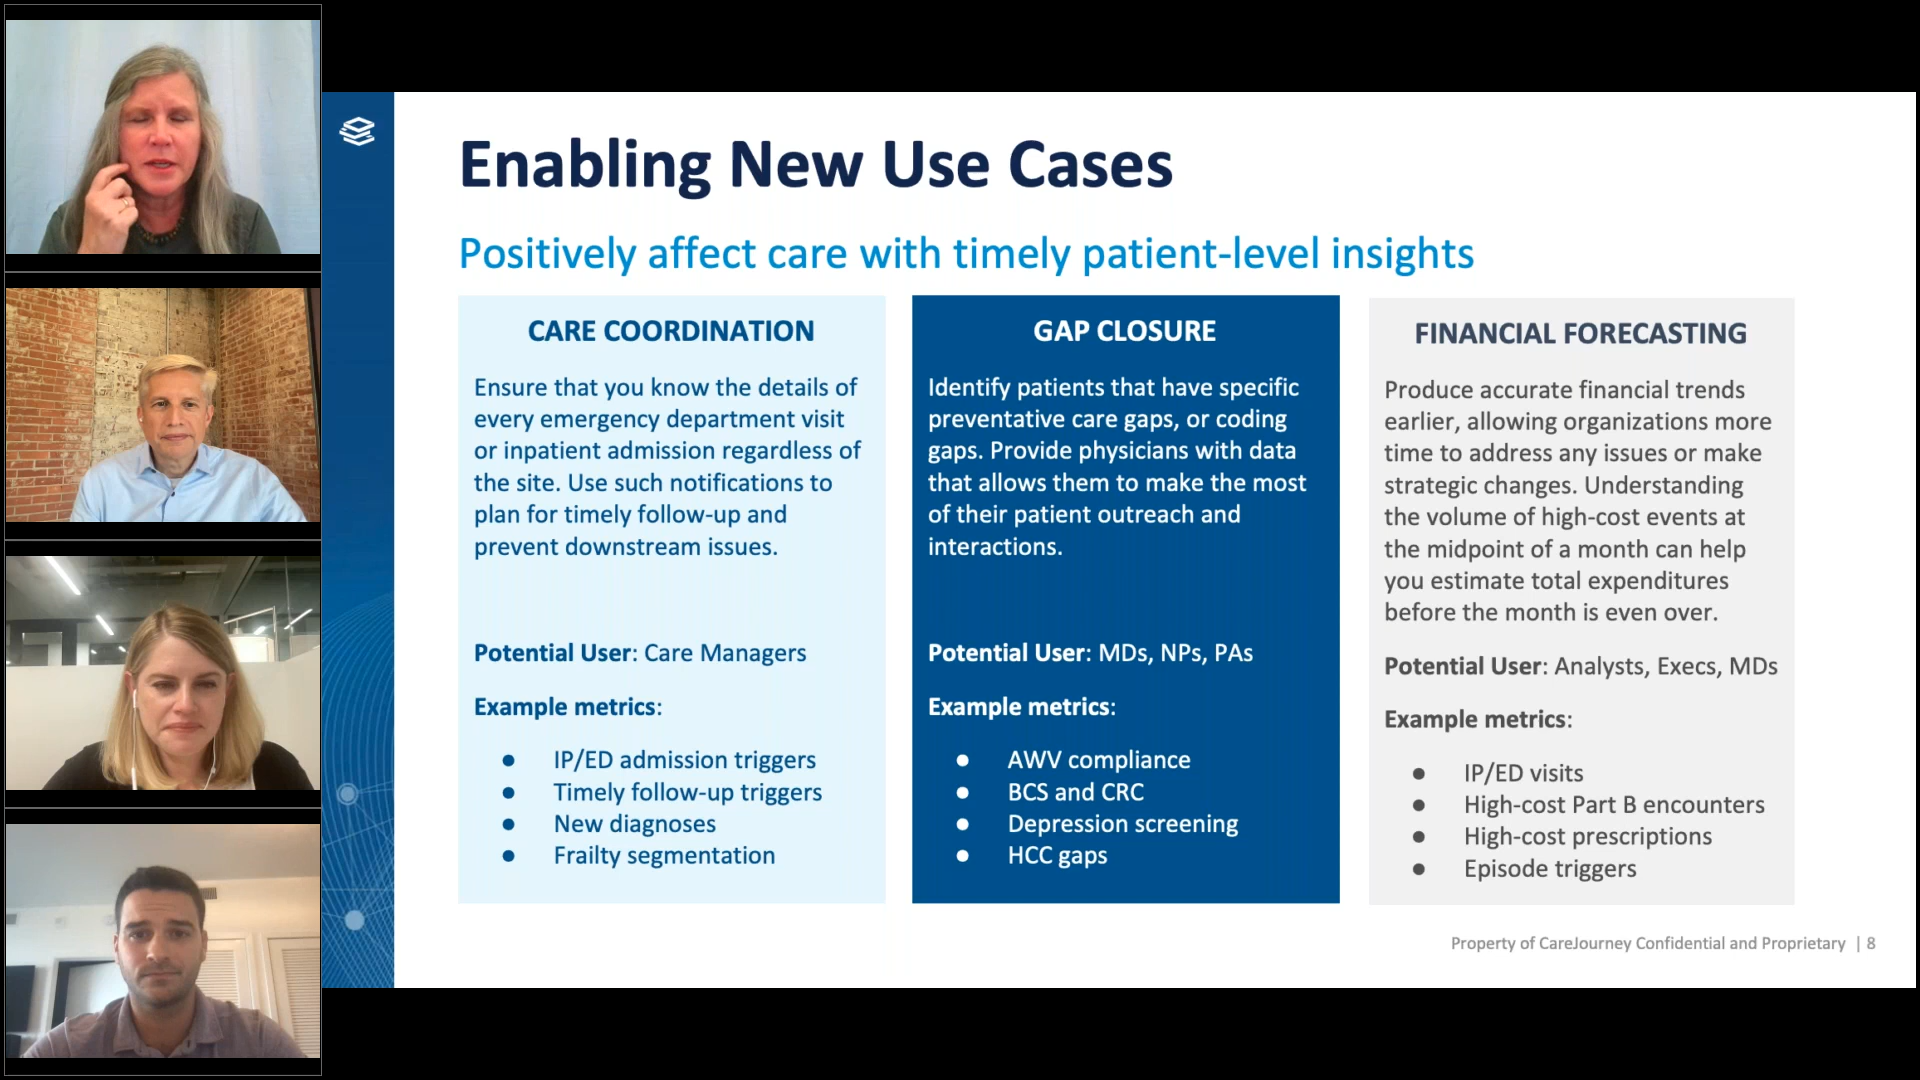 Enabling New Use Cases
Positively affect care with timely patient-level insights
CARE COORDINATION
Ensure that you know the details of
every emergency department visit
or inpatient admission regardless of
the site. Use such notifications to
plan for timely follow-up and
prevent downstream issues.
Potential User: Care Managers
Example metrics:
● IP/ED admission triggers
● Timely follow-up triggers
● New diagnoses
● Frailty segmentation
GAP CLOSURE
Identify patients that have specific
preventative care gaps, or coding
gaps. Provide physicians with data
that allows them to make the most
of their patient outreach and
interactions.
Potential User: MDs, NPs, PAs
Example metrics:
● AWV compliance
● BCS and CRC
● Depression screening
● HCC gaps
FINANCIAL FORECASTING
Produce accurate financial trends
earlier, allowing organizations more
time to address any issues or make
strategic changes. Understanding
the volume of high-cost events at
the midpoint of a month can help
you estimate total expenditures
before the month is even over.
Potential User: Analysts, Execs, MDs
Example metrics:
● IP/ED visits
● High-cost Part B encounters
● High-cost prescriptions
● Episode triggers
Property of CareJourney Confidential and Proprietary | 8